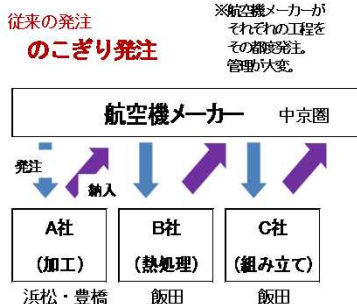 従来の発注
のこぎり発注
※航空機メーカーが
それぞれの工程を
その都度発注。
管理が大変。
航空機メーカー 中京圏
発注
納入
A社
(加工)
B社
(熱処理)
C社
(組み立て)
浜松・豊橋
飯田
飯田